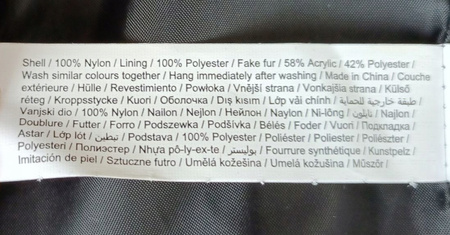 Shell / 100% Nylon / Lining / 100% Polyester / Fake fur / 58% Acrylic / 42% Polyester /
Wash similar colours together / Hang immediately after washing / Made in China / Couche
extérieure / Hülle / Revestimiento / Powłoka / Vnější strana / Vonkajšia strana / Külső
réteg / Kroppsstycke / Kuori / Оболочка / Dış kısım / Lớp vải chính / طبقة خارجية للحماية /
Vanjski dio / 100% Nylon / Nailon / Nejlon / Нейлон / Naylon / Ni-lông / نايلون / Najlon /
Doublure / Futter / Forro / Podszewka / Podšívka / Bélés / Foder / Vuori / Подкладка /
Astar / Lớp lót / تبطين / Podstava / 100% Polyester / Poliéster / Poliester / Polyészter /
Polyesteri / Полиэстер / Nhựa pô-ly-ex-te / بوليستر / Fourrure synthétique / Kunstpelz /
Imitación de piel / Sztuczne futro / Umělá kožešina / Umelá kožušina / Műszőr /